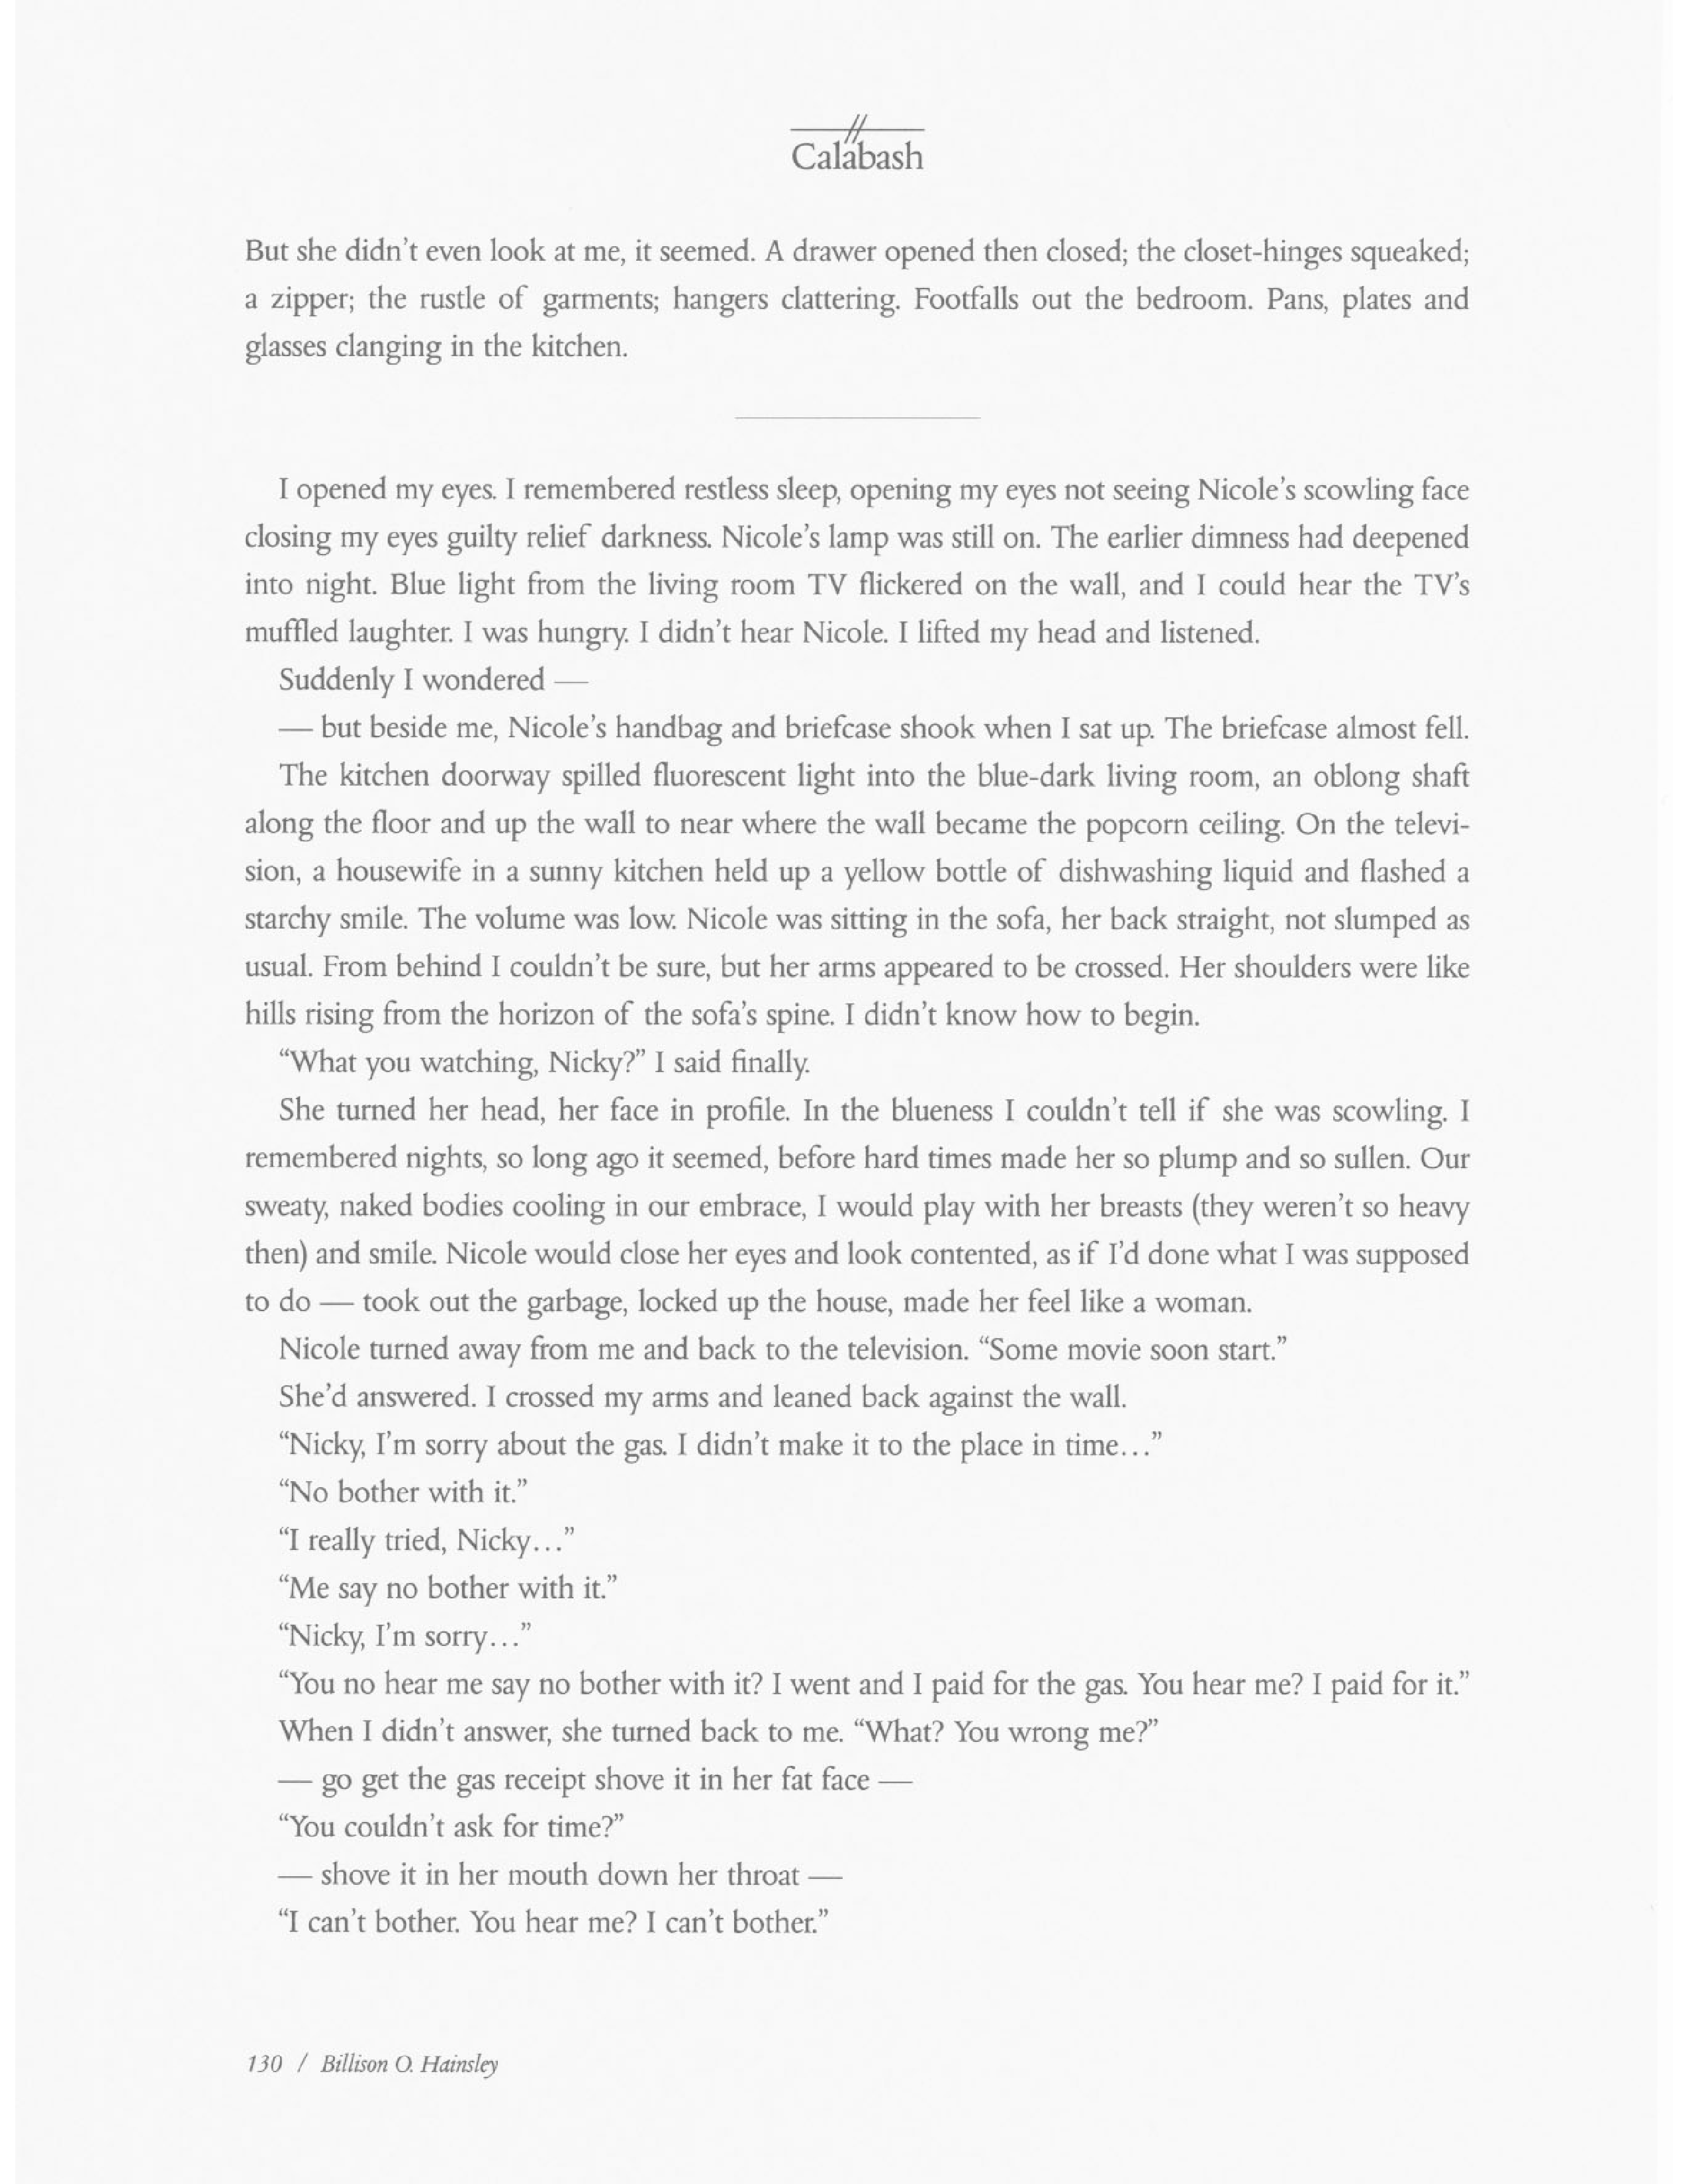 Calabash
But she didn’t even look at me, it seemed. A drawer opened then closed; the closet-hinges squeaked;
a zipper; the rustle of garments; hangers clattering. Footfalls out the bedroom. Pans, plates and
glasses clanging in the kitchen.
I opened my eyes. I remembered restless sleep, opening my eyes not seeing Nicole’s scowling face
closing my eyes guilty relief darkness. Nicole’s lamp was still on. The earlier dimness had deepened
into night. Blue light from the living room TV flickered on the wall, and I could hear the TV’s
muffled laughter. I was hungry. I didn’t hear Nicole. I lifted my head and listened.
Suddenly I wondered —
— but beside me, Nicole’s handbag and briefcase shook when I sat up. The briefcase almost fell.
The kitchen doorway spilled fluorescent light into the blue-dark living room, an oblong shaft
along the floor and up the wall to near where the wall became the popcorn ceiling. On the televi-
sion, a housewife in a sunny kitchen held up a yellow bottle of dishwashing liquid and flashed a
starchy smile. The volume was low. Nicole was sitting in the sofa, her back straight, not slumped as
usual. From behind I couldn’t be sure, but her arms appeared to be crossed. Her shoulders were like
hills rising from the horizon of the sofa’s spine. I didn’t know how to begin.
“What you watching, Nicky?” I said finally.
She turned her head, her face in profile. In the blueness I couldn’t tell if she was scowling. I
remembered nights, so long ago it seemed, before hard times made her so plump and so sullen. Our
sweaty, naked bodies cooling in our embrace, I would play with her breasts (they weren’t so heavy
then) and smile. Nicole would close her eyes and look contented, as if I’d done what I was supposed
to do — took out the garbage, locked up the house, made her feel like a woman.
Nicole turned away from me and back to the television. “Some movie soon start.”
She’d answered. I crossed my arms and leaned back against the wall.
“Nicky, I’m sorry about the gas. I didn’t make it to the place in time…”
“No bother with it.”
“I really tried, Nicky…”
“Me say no bother with it.”
“Nicky, I’m sorry…”
“You no hear me say no bother with it? I went and I paid for the gas. You hear me? I paid for it.”
When I didn’t answer, she turned back to me. “What? You wrong me?”
— go get the gas receipt shove it in her fat face —
“You couldn’t ask for time?”
— shove it in her mouth down her throat —
“I can’t bother. You hear me? I can’t bother.”
130 / Billison O. Hainsley